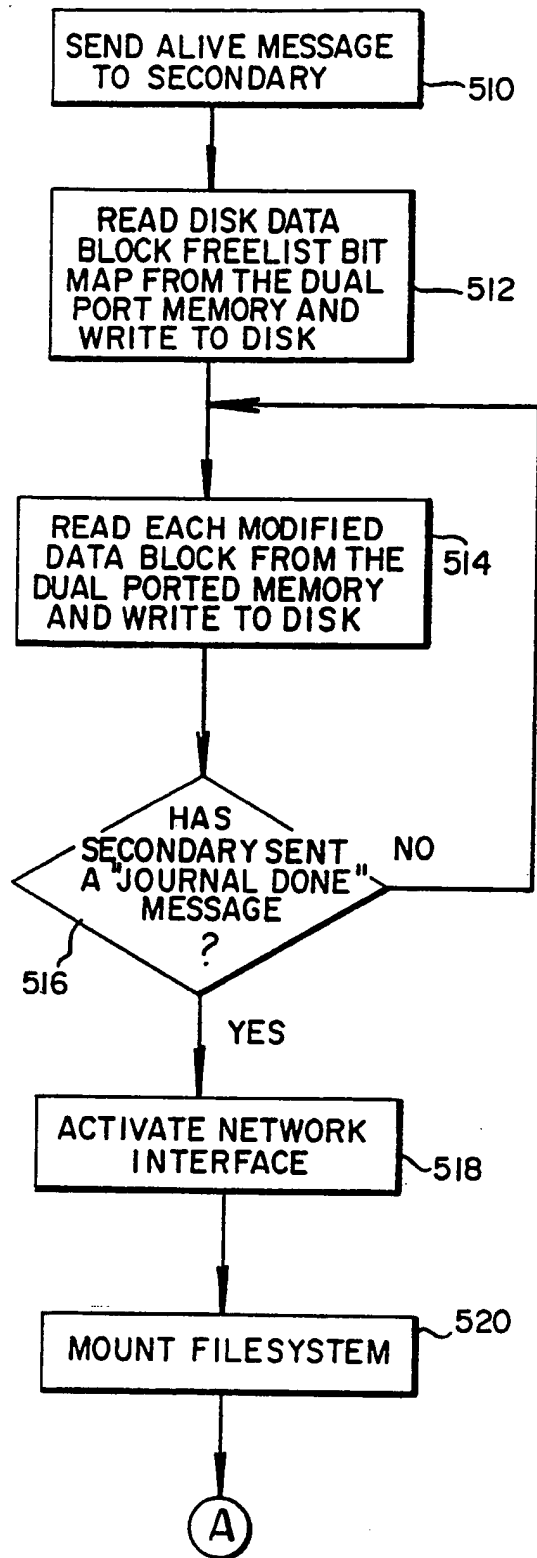 SEND ALIVE MESSAGE
TO SECONDARY
510
READ DISK DATA
BLOCK FREELIST BIT
MAP FROM THE DUAL
PORT MEMORY AND
WRITE TO DISK
512
READ EACH MODIFIED
DATA BLOCK FROM THE
DUAL PORTED MEMORY
AND WRITE TO DISK
514
HAS
SECONDARY SENT
A "JOURNAL DONE"
MESSAGE
?
NO
516
YES
ACTIVATE NETWORK
INTERFACE
518
MOUNT FILESYSTEM
520
A